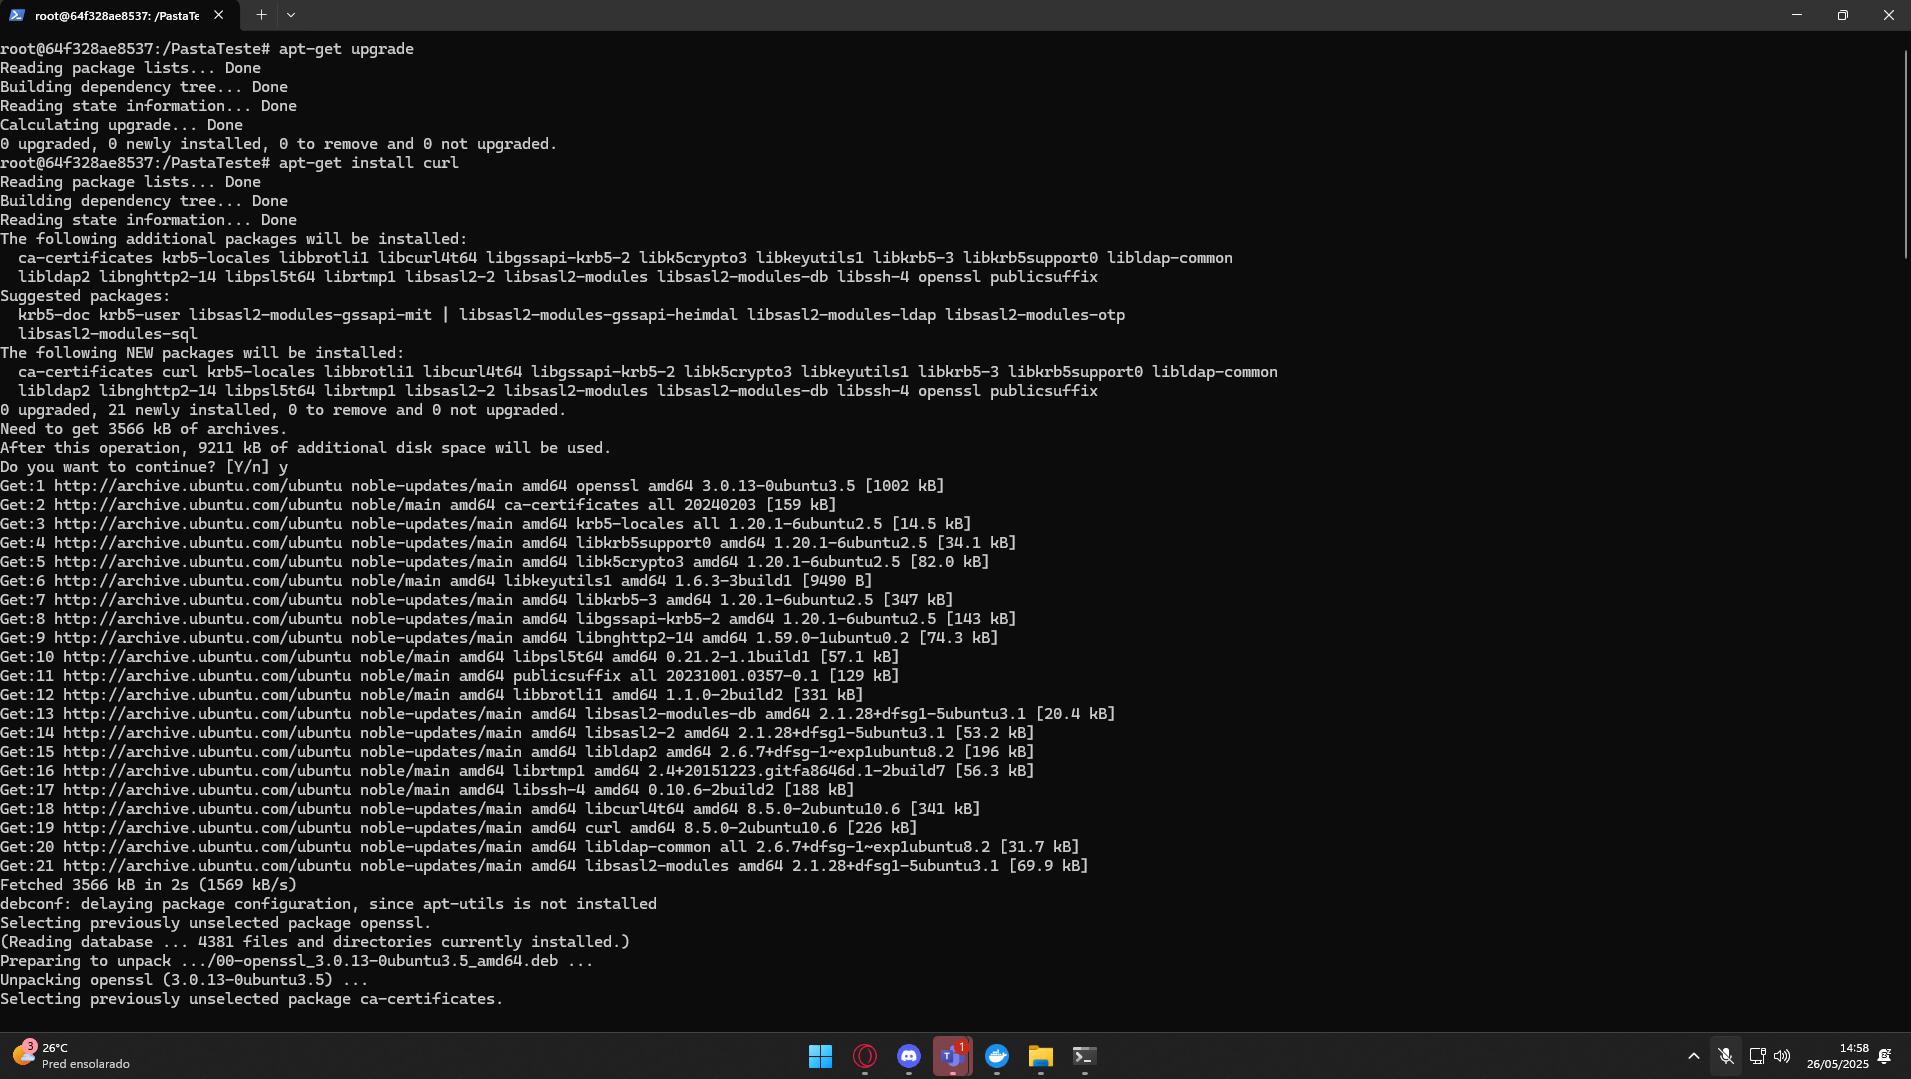 root@64f328ae8537: /PastaTe
root@64f328ae8537:/PastaTeste# apt-get upgrade
Reading package lists... Done
Building dependency tree... Done
Reading state information... Done
Calculating upgrade... Done
0 upgraded, 0 newly installed, 0 to remove and 0 not upgraded.
root@64f328ae8537:/PastaTeste# apt-get install curl
Reading package lists... Done
Building dependency tree... Done
Reading state information... Done
The following additional packages will be installed:
  ca-certificates krb5-locales libbrotli1 libcurl4t64 libgssapi-krb5-2 libk5crypto3 libkeyutils1 libkrb5-3 libkrb5support0 libldap-common
  libldap2 libnghttp2-14 libpsl5t64 librtmp1 libsasl2-2 libsasl2-modules libsasl2-modules-db libssh-4 openssl publicsuffix
Suggested packages:
  krb5-doc krb5-user libsasl2-modules-gssapi-mit | libsasl2-modules-gssapi-heimdal libsasl2-modules-ldap libsasl2-modules-otp
  libsasl2-modules-sql
The following NEW packages will be installed:
  ca-certificates curl krb5-locales libbrotli1 libcurl4t64 libgssapi-krb5-2 libk5crypto3 libkeyutils1 libkrb5-3 libkrb5support0 libldap-common
  libldap2 libnghttp2-14 libpsl5t64 librtmp1 libsasl2-2 libsasl2-modules libsasl2-modules-db libssh-4 openssl publicsuffix
0 upgraded, 21 newly installed, 0 to remove and 0 not upgraded.
Need to get 3566 kB of archives.
After this operation, 9211 kB of additional disk space will be used.
Do you want to continue? [Y/n] y
Get:1 http://archive.ubuntu.com/ubuntu noble-updates/main amd64 openssl amd64 3.0.13-0ubuntu3.5 [1002 kB]
Get:2 http://archive.ubuntu.com/ubuntu noble/main amd64 ca-certificates all 20240203 [159 kB]
Get:3 http://archive.ubuntu.com/ubuntu noble-updates/main amd64 krb5-locales all 1.20.1-6ubuntu2.5 [14.5 kB]
Get:4 http://archive.ubuntu.com/ubuntu noble-updates/main amd64 libkrb5support0 amd64 1.20.1-6ubuntu2.5 [34.1 kB]
Get:5 http://archive.ubuntu.com/ubuntu noble-updates/main amd64 libk5crypto3 amd64 1.20.1-6ubuntu2.5 [82.0 kB]
Get:6 http://archive.ubuntu.com/ubuntu noble/main amd64 libkeyutils1 amd64 1.6.3-3build1 [9490 B]
Get:7 http://archive.ubuntu.com/ubuntu noble-updates/main amd64 libkrb5-3 amd64 1.20.1-6ubuntu2.5 [347 kB]
Get:8 http://archive.ubuntu.com/ubuntu noble-updates/main amd64 libgssapi-krb5-2 amd64 1.20.1-6ubuntu2.5 [143 kB]
Get:9 http://archive.ubuntu.com/ubuntu noble-updates/main amd64 libnghttp2-14 amd64 1.59.0-1ubuntu0.2 [74.3 kB]
Get:10 http://archive.ubuntu.com/ubuntu noble/main amd64 libpsl5t64 amd64 0.21.2-1.1build1 [57.1 kB]
Get:11 http://archive.ubuntu.com/ubuntu noble/main amd64 publicsuffix all 20231001.0357-0.1 [129 kB]
Get:12 http://archive.ubuntu.com/ubuntu noble/main amd64 libbrotli1 amd64 1.1.0-2build2 [331 kB]
Get:13 http://archive.ubuntu.com/ubuntu noble-updates/main amd64 libsasl2-modules-db amd64 2.1.28+dfsg1-5ubuntu3.1 [20.4 kB]
Get:14 http://archive.ubuntu.com/ubuntu noble-updates/main amd64 libsasl2-2 amd64 2.1.28+dfsg1-5ubuntu3.1 [53.2 kB]
Get:15 http://archive.ubuntu.com/ubuntu noble-updates/main amd64 libldap2 amd64 2.6.7+dfsg-1~exp1ubuntu8.2 [196 kB]
Get:16 http://archive.ubuntu.com/ubuntu noble/main amd64 librtmp1 amd64 2.4+20151223.gitfa8646d.1-2build7 [56.3 kB]
Get:17 http://archive.ubuntu.com/ubuntu noble/main amd64 libssh-4 amd64 0.10.6-2build2 [188 kB]
Get:18 http://archive.ubuntu.com/ubuntu noble-updates/main amd64 libcurl4t64 amd64 8.5.0-2ubuntu10.6 [341 kB]
Get:19 http://archive.ubuntu.com/ubuntu noble-updates/main amd64 curl amd64 8.5.0-2ubuntu10.6 [226 kB]
Get:20 http://archive.ubuntu.com/ubuntu noble-updates/main amd64 libldap-common all 2.6.7+dfsg-1~exp1ubuntu8.2 [31.7 kB]
Get:21 http://archive.ubuntu.com/ubuntu noble-updates/main amd64 libsasl2-modules amd64 2.1.28+dfsg1-5ubuntu3.1 [69.9 kB]
Fetched 3566 kB in 2s (1569 kB/s)
debconf: delaying package configuration, since apt-utils is not installed
Selecting previously unselected package openssl.
(Reading database ... 4381 files and directories currently installed.)
Preparing to unpack .../00-openssl_3.0.13-0ubuntu3.5_amd64.deb ...
Unpacking openssl (3.0.13-0ubuntu3.5) ...
Selecting previously unselected package ca-certificates.
3
26°C
Pred ensolarado
1
14:58
26/05/2025